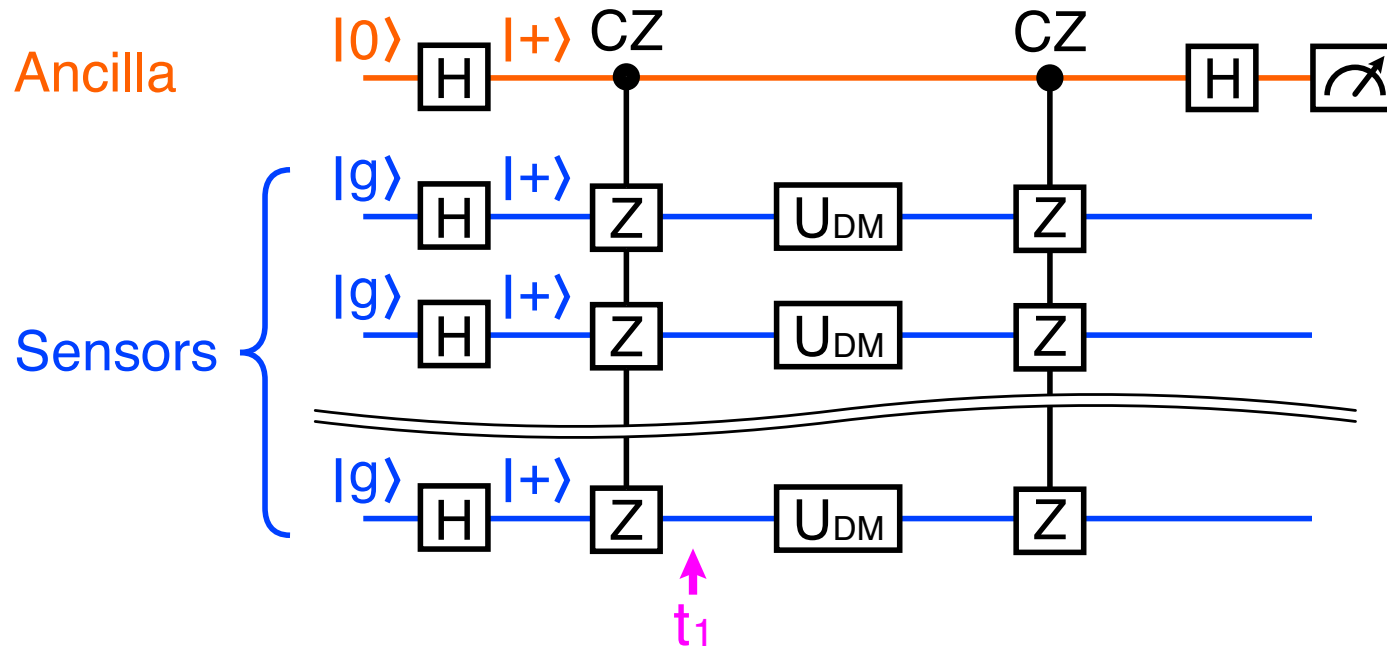 |0⟩ |+⟩ CZ CZ
Ancilla H H
|g⟩ |+⟩
H Z UDM Z
|g⟩ |+⟩
H Z UDM Z
Sensors
|g⟩ |+⟩
H Z UDM Z
t1